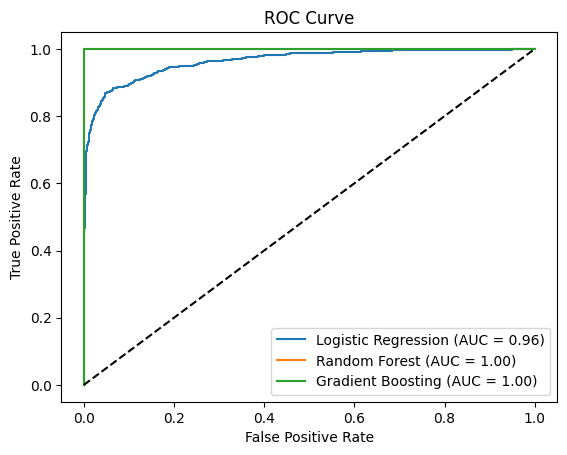 ROC Curve
True Positive Rate
1.0
0.8
0.6
0.4
0.2
0.0
Logistic Regression (AUC = 0.96)
Random Forest (AUC = 1.00)
Gradient Boosting (AUC = 1.00)
0.0 0.2 0.4 0.6 0.8 1.0
False Positive Rate